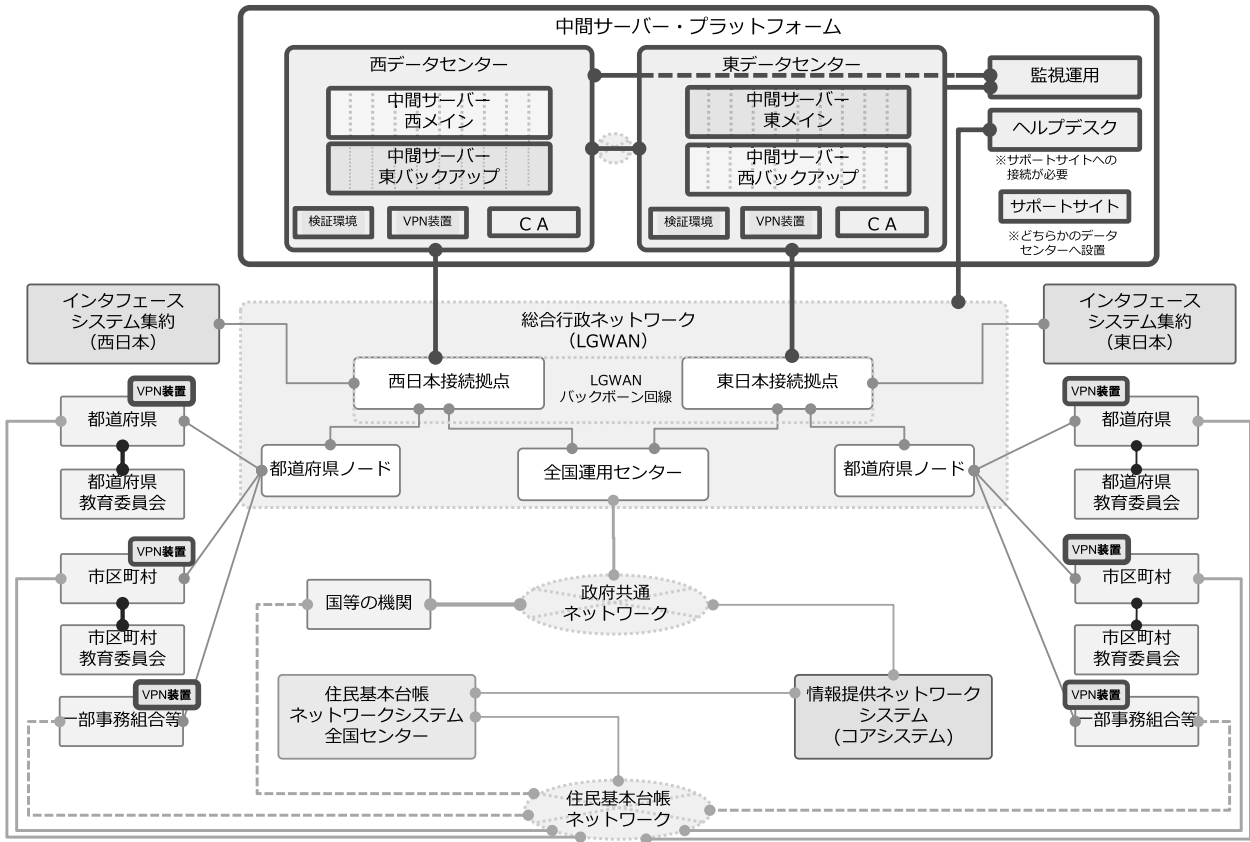 中間サーバー・プラットフォーム
西データセンター
中間サーバー
西メイン
中間サーバー
東バックアップ
検証環境
VPN装置
ＣＡ
東データセンター
中間サーバー
東メイン
中間サーバー
西バックアップ
検証環境
VPN装置
ＣＡ
監視運用
ヘルプデスク
※サポートサイトへの
接続が必要
サポートサイト
※どちらかのデータ
センターへ設置
インタフェース
システム集約
（西日本）
総合行政ネットワーク
（LGWAN）
西日本接続拠点
LGWAN
バックボーン回線
東日本接続拠点
インタフェース
システム集約
（東日本）
VPN装置
都道府県
都道府県
教育委員会
都道府県ノード
全国運用センター
都道府県ノード
VPN装置
都道府県
都道府県
教育委員会
VPN装置
市区町村
市区町村
教育委員会
国等の機関
政府共通
ネットワーク
VPN装置
市区町村
市区町村
教育委員会
VPN装置
一部事務組合等
住民基本台帳
ネットワークシステム
全国センター
情報提供ネットワーク
システム
(コアシステム)
VPN装置
一部事務組合等
住民基本台帳
ネットワーク